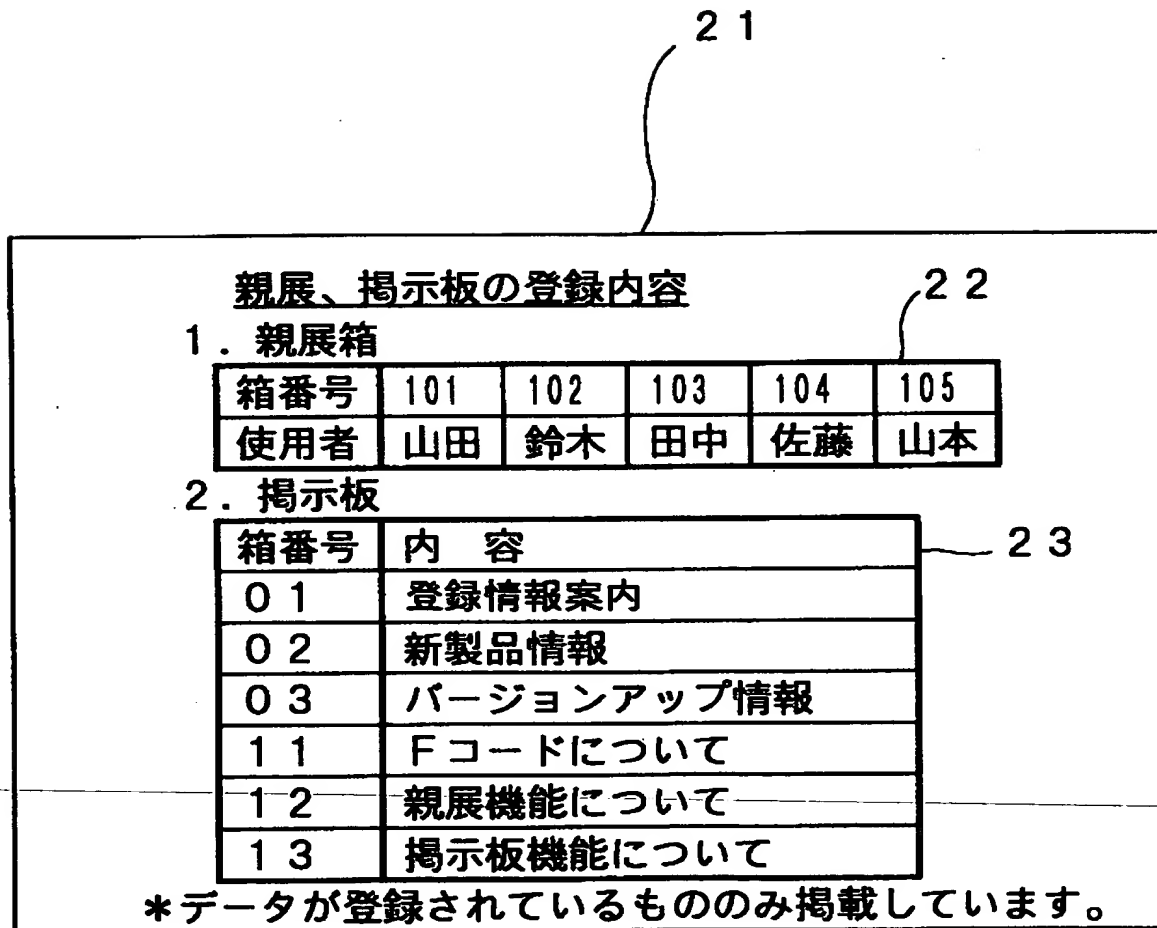 ２１
親展、掲示板の登録内容
２２
１．親展箱
箱番号 101 102 103 104 105
使用者 山田 鈴木 田中 佐藤 山本
２．掲示板
箱番号 内　容
２３
０１ 登録情報案内
０２ 新製品情報
０３ バージョンアップ情報
１１ Ｆコードについて
１２ 親展機能について
１３ 掲示板機能について
＊データが登録されているもののみ掲載しています。